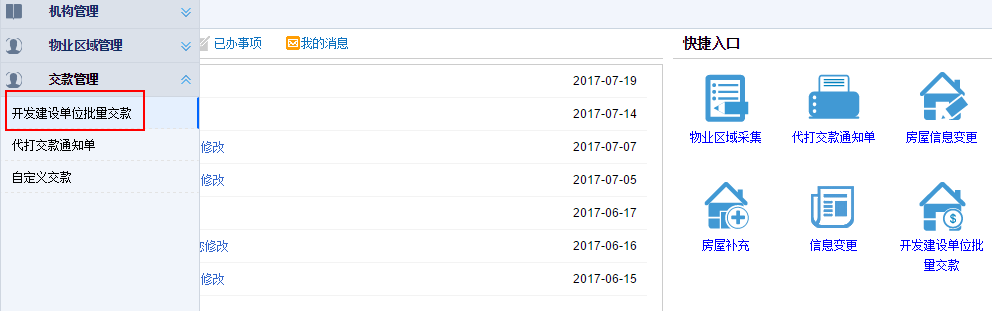 机构管理
物业区域管理
交款管理
开发建设单位批量交款
代打交款通知单
自定义交款
已办事项
我的消息
2017-07-19
2017-07-14
修改
2017-07-07
修改
2017-07-05
2017-06-17
修改
2017-06-16
修改
2017-06-15
快捷入口
物业区域采集
代打交款通知单
房屋信息变更
房屋补充
信息变更
开发建设单位批
量交款